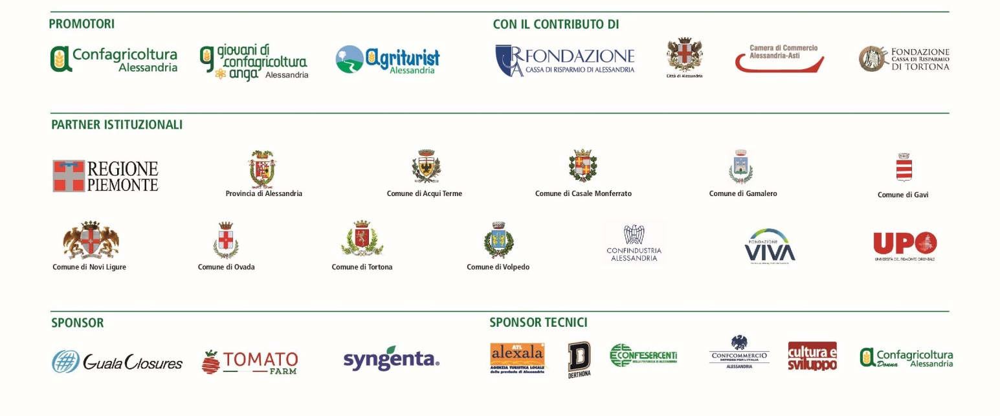 PROMOTORI
Confagricoltura
Alessandria
giovani di
confagricoltura
anga Alessandria
agriturist
Alessandria
CON IL CONTRIBUTO DI
FONDAZIONE
CASSA DI RISPARMIO DI ALESSANDRIA
Città di Alessandria
Camera di Commercio
Alessandria-Asti
FONDAZIONE
CASSA DI RISPARMIO
DI TORTONA
PARTNER ISTITUZIONALI
REGIONE
PIEMONTE
Provincia di Alessandria
Comune di Acqui Terme
Comune di Casale Monferrato
Comune di Gamalero
Comune di Gavi
Comune di Novi Ligure
Comune di Ovada
Comune di Tortona
Comune di Volpedo
CONFINDUSTRIA
ALESSANDRIA
FONDAZIONE
VIVA
UPO
UNIVERSITÀ DEL PIEMONTE ORIENTALE
SPONSOR
Guala Closures
TOMATO
FARM
syngenta®
SPONSOR TECNICI
ATL
alexala
AGENZIA TURISTICA LOCALE
della provincia di Alessandria
D
DERTHONA
CONFESERCENTI
DELLA PROVINCIA DI ALESSANDRIA
CONFCOMMERCIO
IMPRESE PER L'ITALIA
ALESSANDRIA
cultura e
sviluppo
Confagricoltura
Donna Alessandria